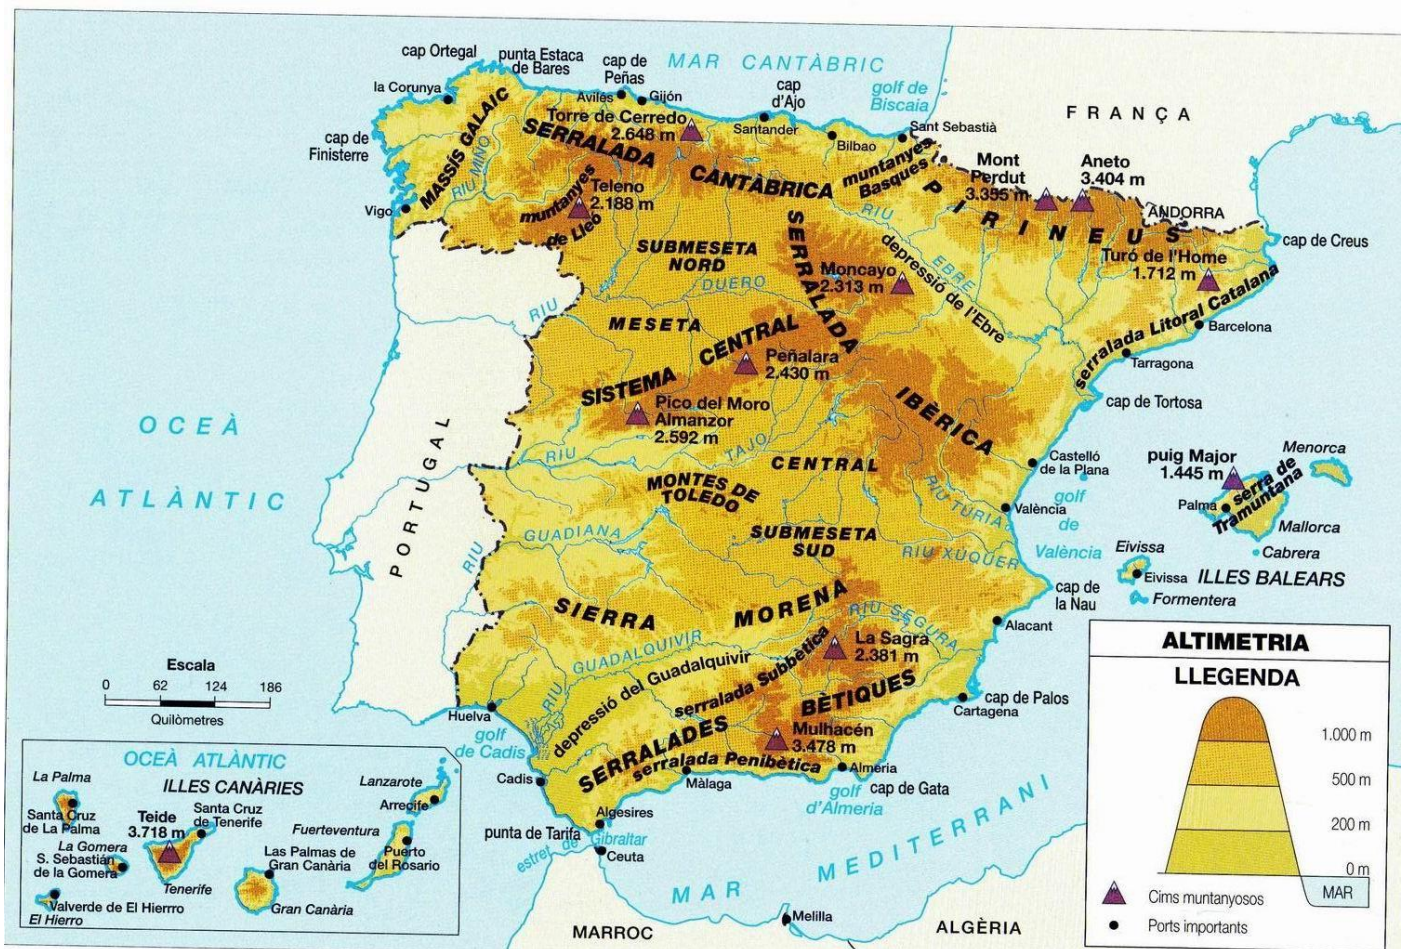 cap Ortegal
punta Estaca
de Bares
cap de
Peñas
MAR CANTÀBRIC
cap
d'Ajo
golf de
Biscaia
FRANÇA
la Corunya
Avilés
Gijón
Santander
Bilbao
Sant Sebastià
cap de
Finisterre
MASSÍS GALAIC
RIU MIÑO
Torre de Cerredo
2.648 m
SERRALADA
CANTÀBRICA
muntanyes
Basques
Mont
Perdut
3.355 m
Aneto
3.404 m
PIRINEUS
ANDORRA
cap de Creus
Vigo
muntanyes
de Lleó
Teleno
2.188 m
SUBMESETA
NORD
SERRALADA
IBÈRICA
Moncayo
2.313 m
RIU
EBRE
depressió de l'Ebre
Turó de l'Home
1.712 m
serralada Litoral Catalana
Barcelona
Tarragona
cap de Tortosa
RIU
DUERO
MESETA
CENTRAL
SISTEMA CENTRAL
Peñalara
2.430 m
Pico del Moro
Almanzor
2.592 m
OCEÀ
ATLÀNTIC
PORTUGAL
RIU
TAJO
MONTES DE
TOLEDO
Castelló
de la Plana
golf
de
València
València
RIU TÚRIA
RIU XÚQUER
puig Major
1.445 m
serra de
Tramuntana
Menorca
Palma
Mallorca
Cabrera
Eivissa
Eivissa
ILLES BALEARS
Formentera
RIU
GUADIANA
SUBMESETA
SUD
cap de
la Nau
Alacant
SIERRA
MORENA
RIU SEGURA
RIU
GUADALQUIVIR
depressió del Guadalquivir
serralada Subbètica
La Sagra
2.381 m
SERRALADES
BÈTIQUES
serralada Penibètica
Mulhacén
3.478 m
cap de Palos
Cartagena
Huelva
golf
de Cadis
Cadis
Màlaga
Almeria
golf
d'Almeria
cap de Gata
Algesires
punta de Tarifa
estret de Gibraltar
Ceuta
MAR MEDITERRANI
Melilla
MARROC
ALGÈRIA
Escala
0 62 124 186
Quilòmetres
OCEÀ ATLÀNTIC
ILLES CANÀRIES
La Palma
Santa Cruz
de La Palma
Teide
3.718 m
Santa Cruz
de Tenerife
La Gomera
S. Sebastián
de la Gomera
Tenerife
Valverde de El Hierrro
El Hierro
Las Palmas de
Gran Canària
Gran Canària
Lanzarote
Arrecife
Fuerteventura
Puerto
del Rosario
ALTIMETRIA
LLEGENDA
1.000 m
500 m
200 m
0 m
MAR
Cims muntanyosos
Ports importants